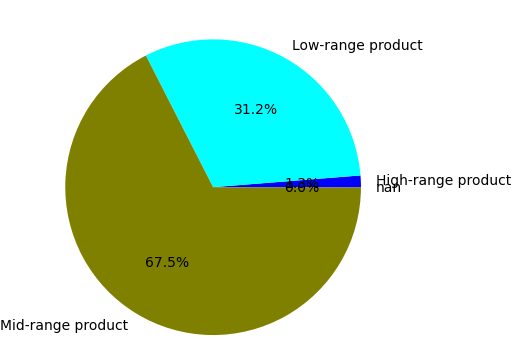 Low-range product
31.2%
High-range product
1.3%
nan
0.0%
67.5%
Mid-range product